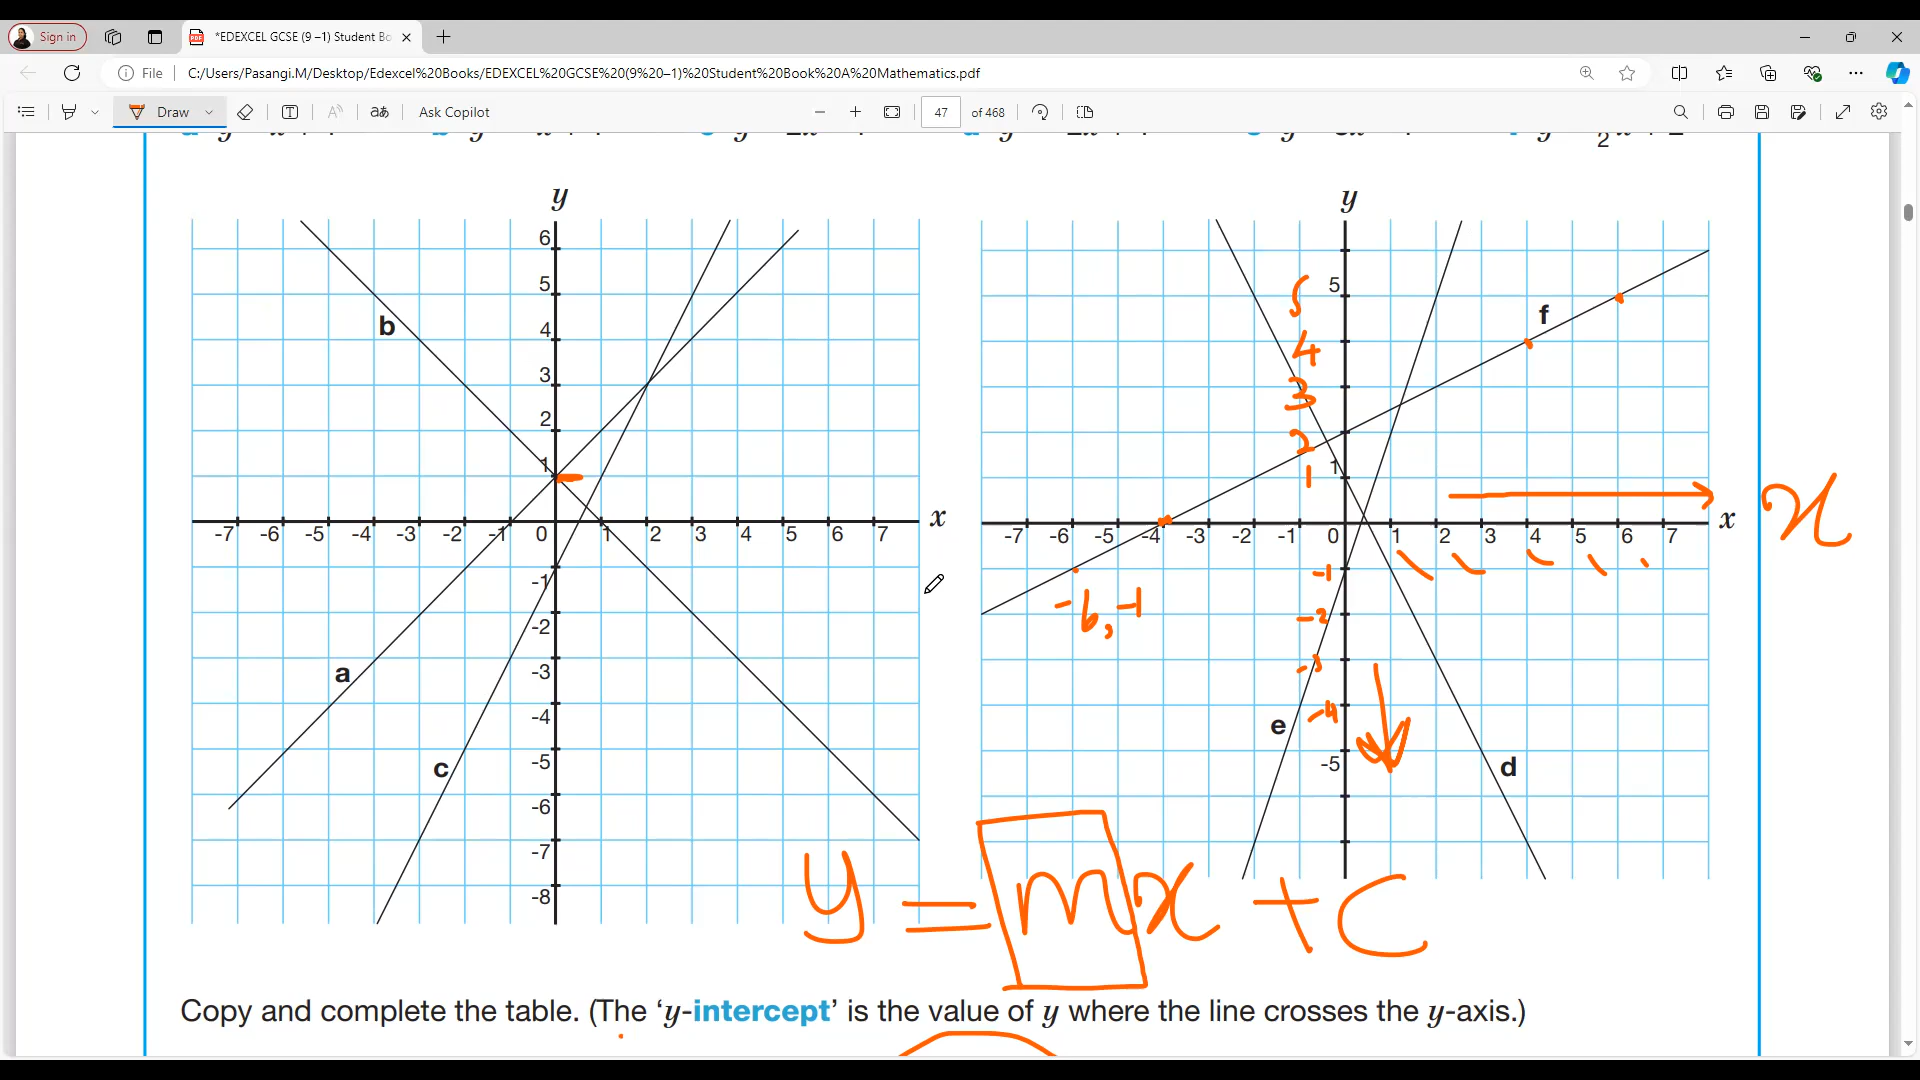 Sign in
*EDEXCEL GCSE (9 –1) Student Bo
File
C:/Users/Pasangi.M/Desktop/Edexcel%20Books/EDEXCEL%20GCSE%20(9%20–1)%20Student%20Book%20A%20Mathematics.pdf
Draw
aあ
Ask Copilot
47 of 468
y
6
5
4
3
2
1
b
a
c
-7 -6 -5 -4 -3 -2 -1 0 1 2 3 4 5 6 7 x
-1
-2
-3
-4
-5
-6
-7
-8
y
5 5
4
3
2
1 1
f
x
-7 -6 -5 -4 -3 -2 -1 0 1 2 3 4 5 6 7 x
-1
-6,-1
-2
-3
-4
e
-5
d
y = mx + c
Copy and complete the table. (The ‘y-intercept’ is the value of y where the line crosses the y-axis.)